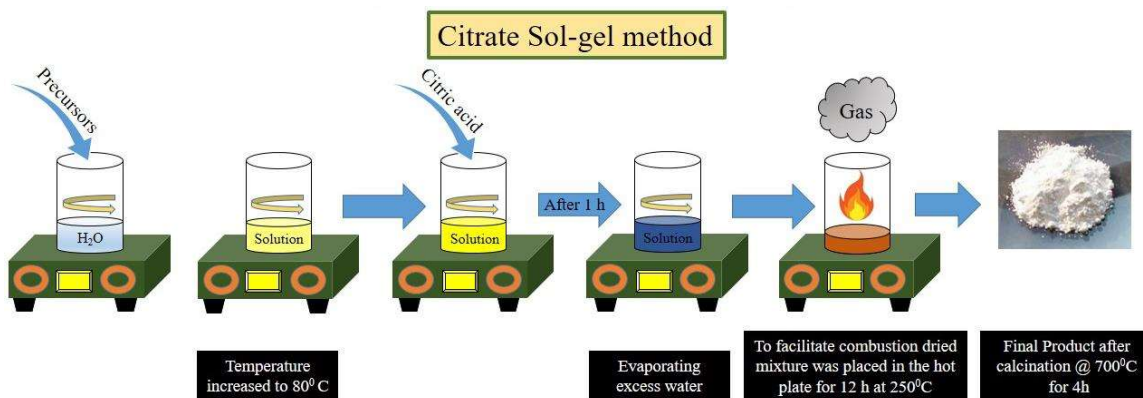 Citrate Sol-gel method
Precursors
H₂O
Solution
Citric acid
Solution
After 1 h
Solution
Gas
Temperature
increased to 80⁰ C
Evaporating
excess water
To facilitate combustion dried
mixture was placed in the hot
plate for 12 h at 250⁰C
Final Product after
calcination @ 700⁰C
for 4h